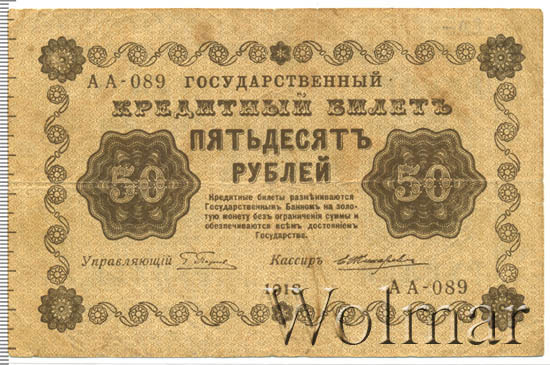 АА-089 ГОСУДАРСТВЕННЫЙ
КРЕДИТНЫЙ БИЛЕТЪ
ПЯТЬДЕСЯТЪ
РУБЛЕЙ
50
50
Кредитные билеты размѣниваются
Государственнымъ Банкомъ на золо-
тую монету безъ ограниченія суммы и
обезпечиваются всѣмъ достояніемъ
Государства.
Управляющій
Кассиръ
1918
АА-089
Wolmar